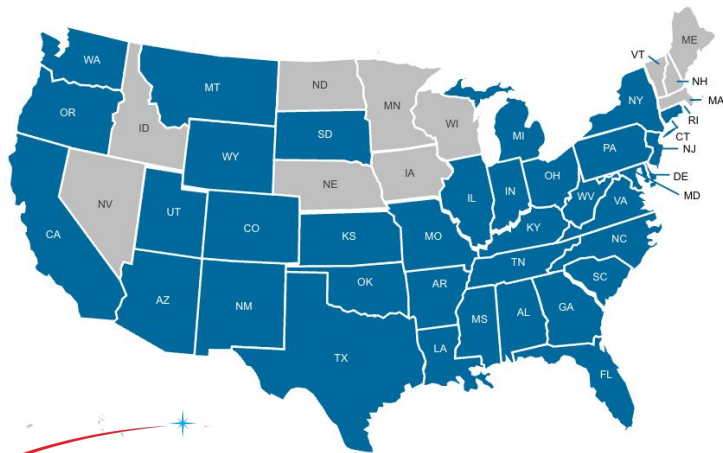 WA
OR
CA
NV
ID
MT
WY
UT
CO
AZ
NM
ND
SD
NE
KS
OK
TX
MN
IA
MO
AR
LA
WI
IL
MI
IN
OH
KY
TN
MS
AL
GA
FL
SC
NC
VA
WV
PA
NY
VT
ME
NH
MA
RI
CT
NJ
DE
MD